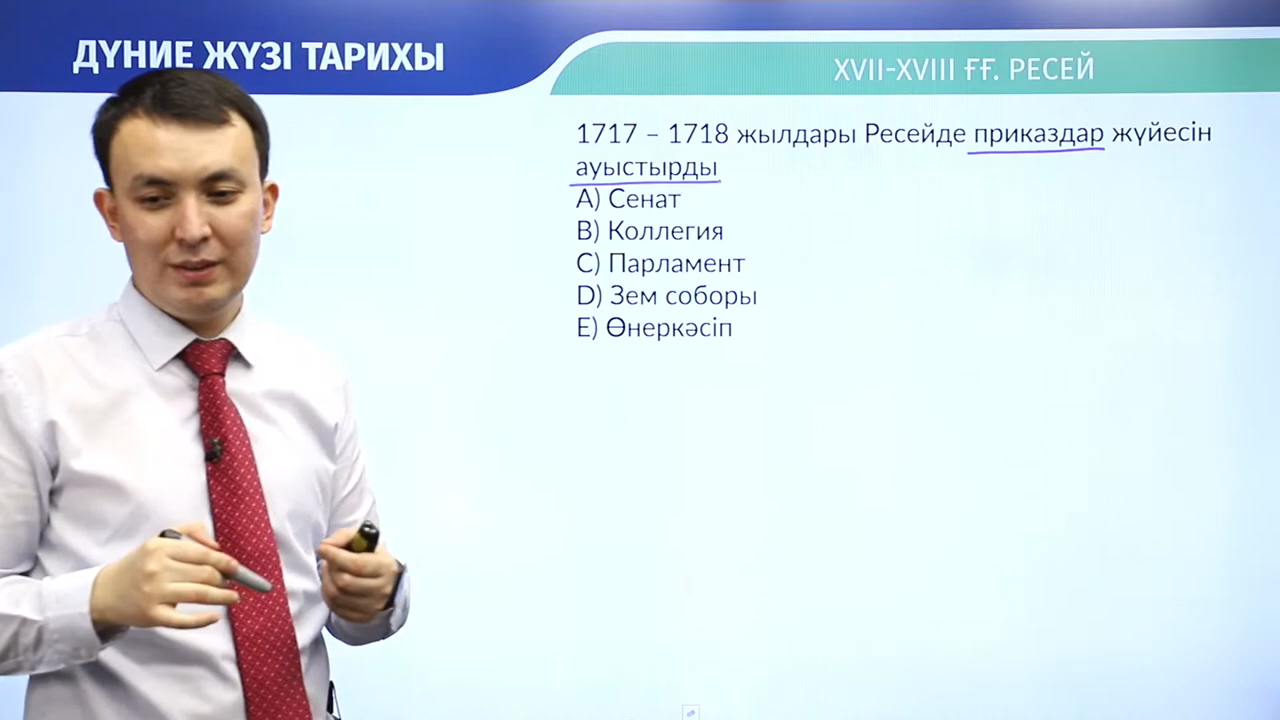 ДҮНИЕ ЖҮЗІ ТАРИХЫ
XVII-XVIII ҒҒ. РЕСЕЙ
1717 – 1718 жылдары Ресейде приказдар жүйесін
ауыстырды
A) Сенат
B) Коллегия
C) Парламент
D) Зем соборы
E) Өнеркәсіп